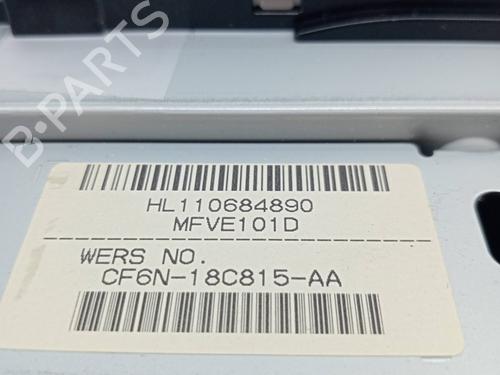 B-PARTS
HL110684890
MFVE101D
WERS NO.
CF6N-18C815-AA